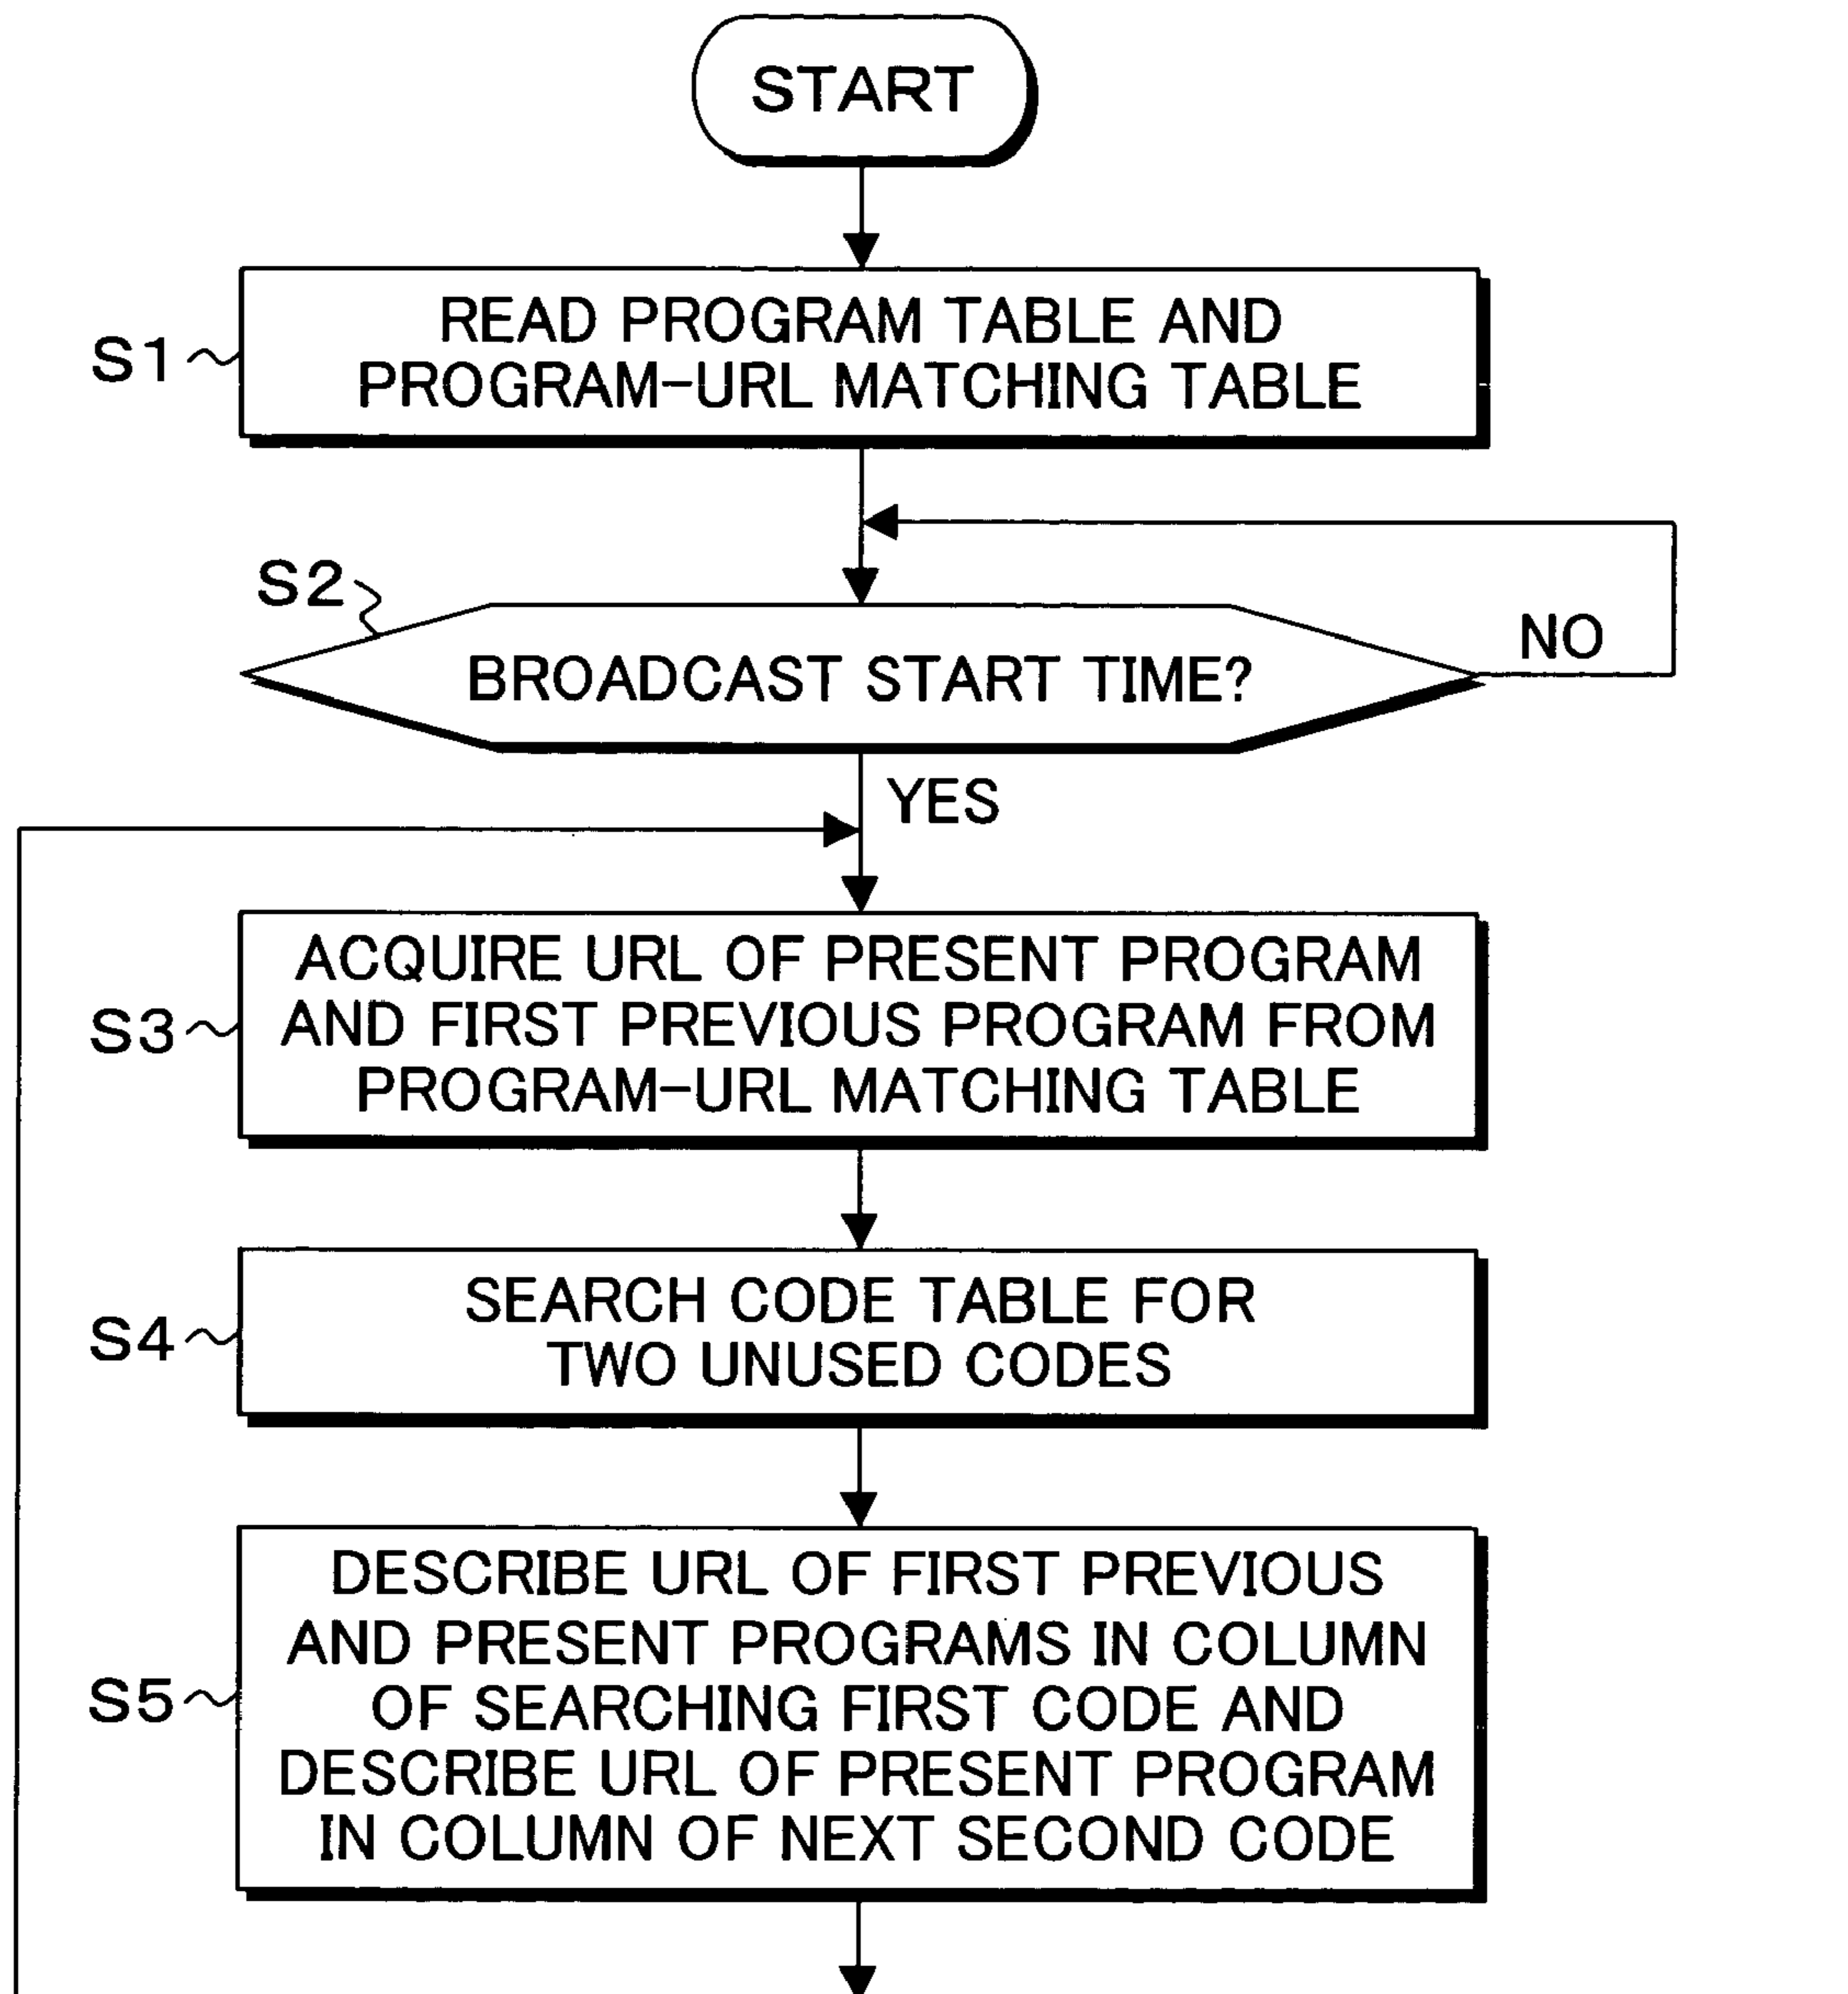 START
S1
READ PROGRAM TABLE AND
PROGRAM-URL MATCHING TABLE
S2
BROADCAST START TIME?
NO
YES
S3
ACQUIRE URL OF PRESENT PROGRAM
AND FIRST PREVIOUS PROGRAM FROM
PROGRAM-URL MATCHING TABLE
S4
SEARCH CODE TABLE FOR
TWO UNUSED CODES
S5
DESCRIBE URL OF FIRST PREVIOUS
AND PRESENT PROGRAMS IN COLUMN
OF SEARCHING FIRST CODE AND
DESCRIBE URL OF PRESENT PROGRAM
IN COLUMN OF NEXT SECOND CODE